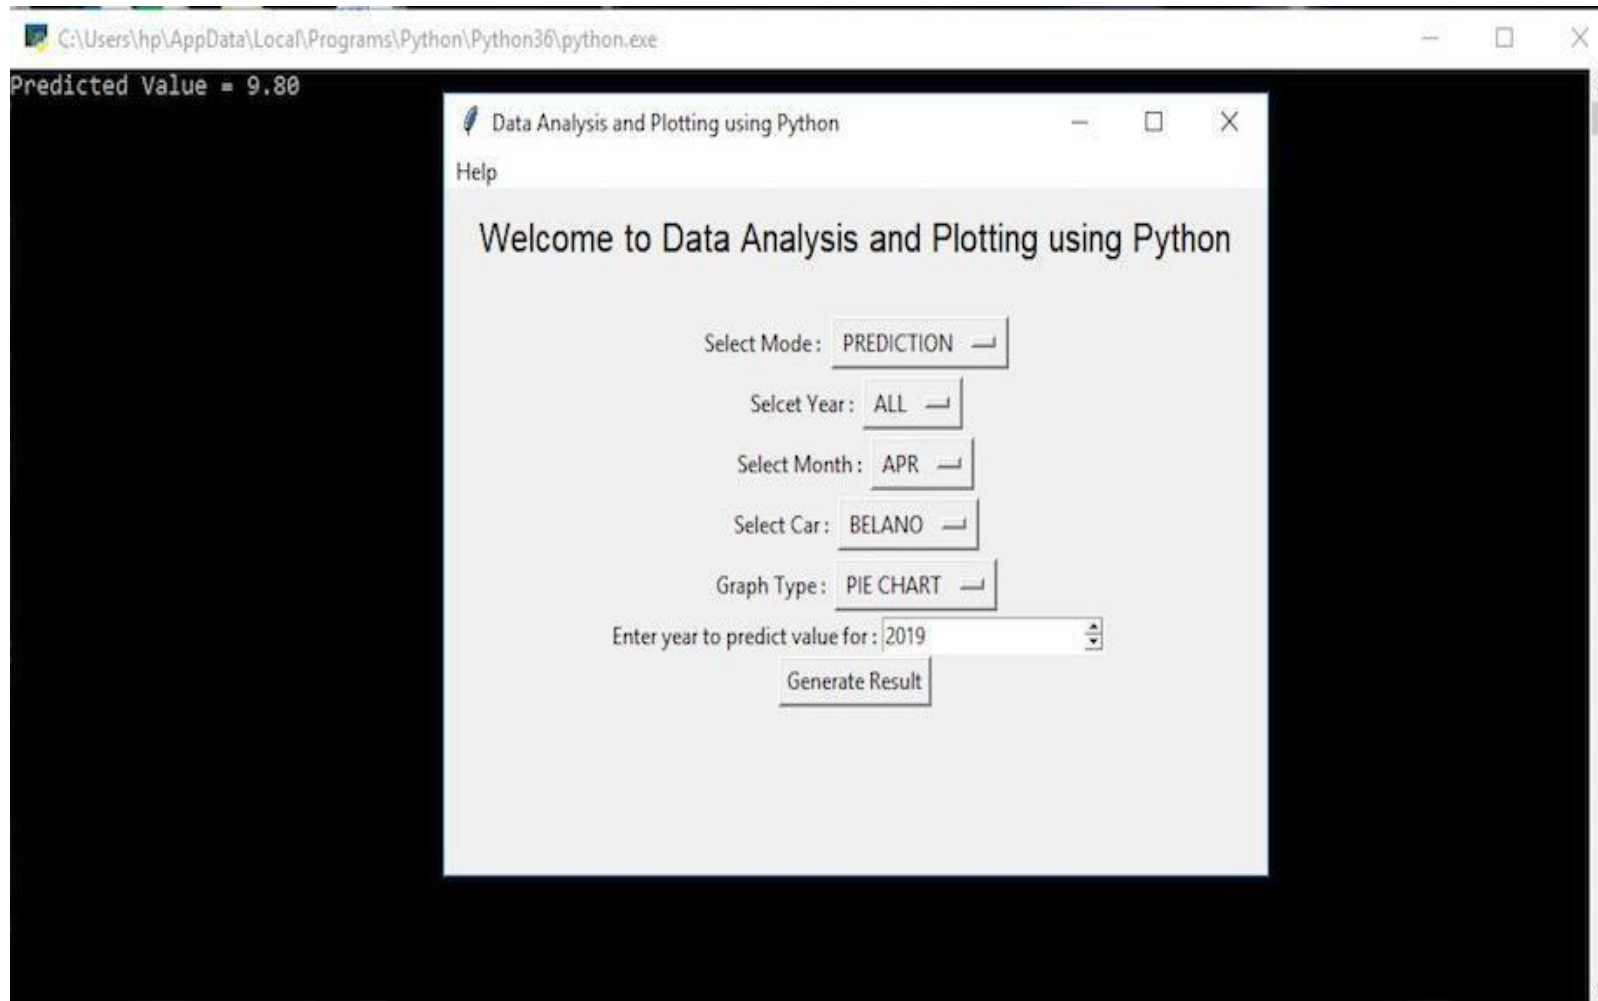 C:\Users\hp\AppData\Local\Programs\Python\Python36\python.exe
Predicted Value = 9.80
Data Analysis and Plotting using Python
Help
Welcome to Data Analysis and Plotting using Python
Select Mode : PREDICTION
Selcet Year : ALL
Select Month : APR
Select Car : BELANO
Graph Type : PIE CHART
Enter year to predict value for : 2019
Generate Result